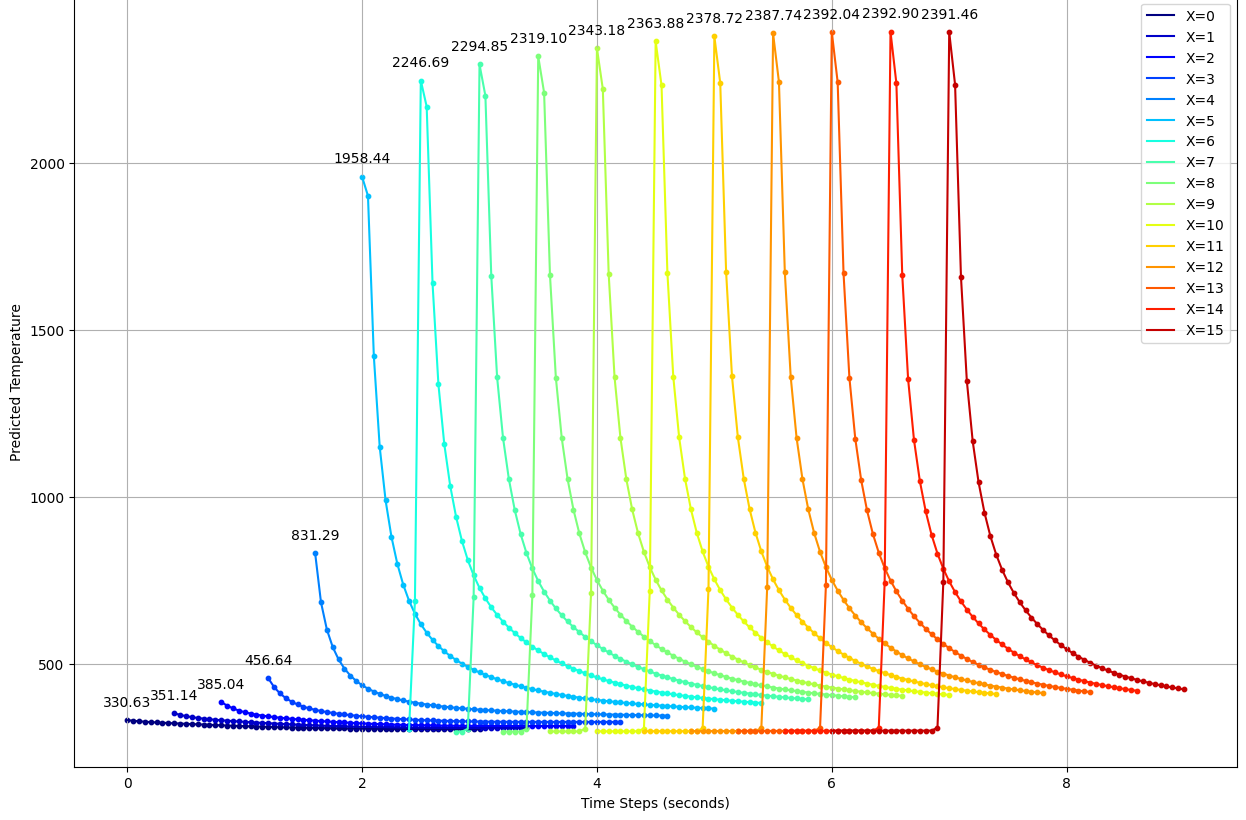 2246.69
2294.85
2319.10
2343.18
2363.88
2378.72
2387.74
2392.04
2392.90
2391.46
1958.44
831.29
456.64
385.04
351.14
330.63
X=0
X=1
X=2
X=3
X=4
X=5
X=6
X=7
X=8
X=9
X=10
X=11
X=12
X=13
X=14
X=15
2000
1500
1000
500
Predicted Temperature
0
2
4
6
8
Time Steps (seconds)